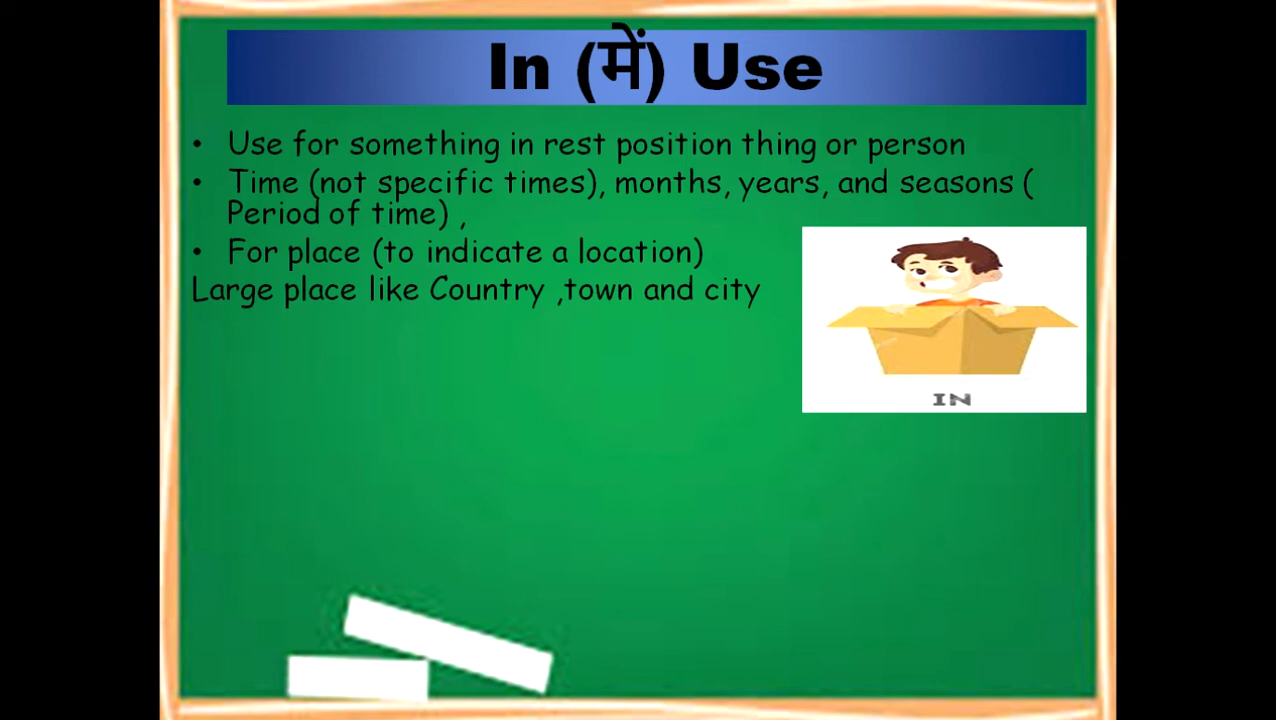 In (में) Use
• Use for something in rest position thing or person
• Time (not specific times), months, years, and seasons (
Period of time) ,
• For place (to indicate a location)
Large place like Country ,town and city
IN